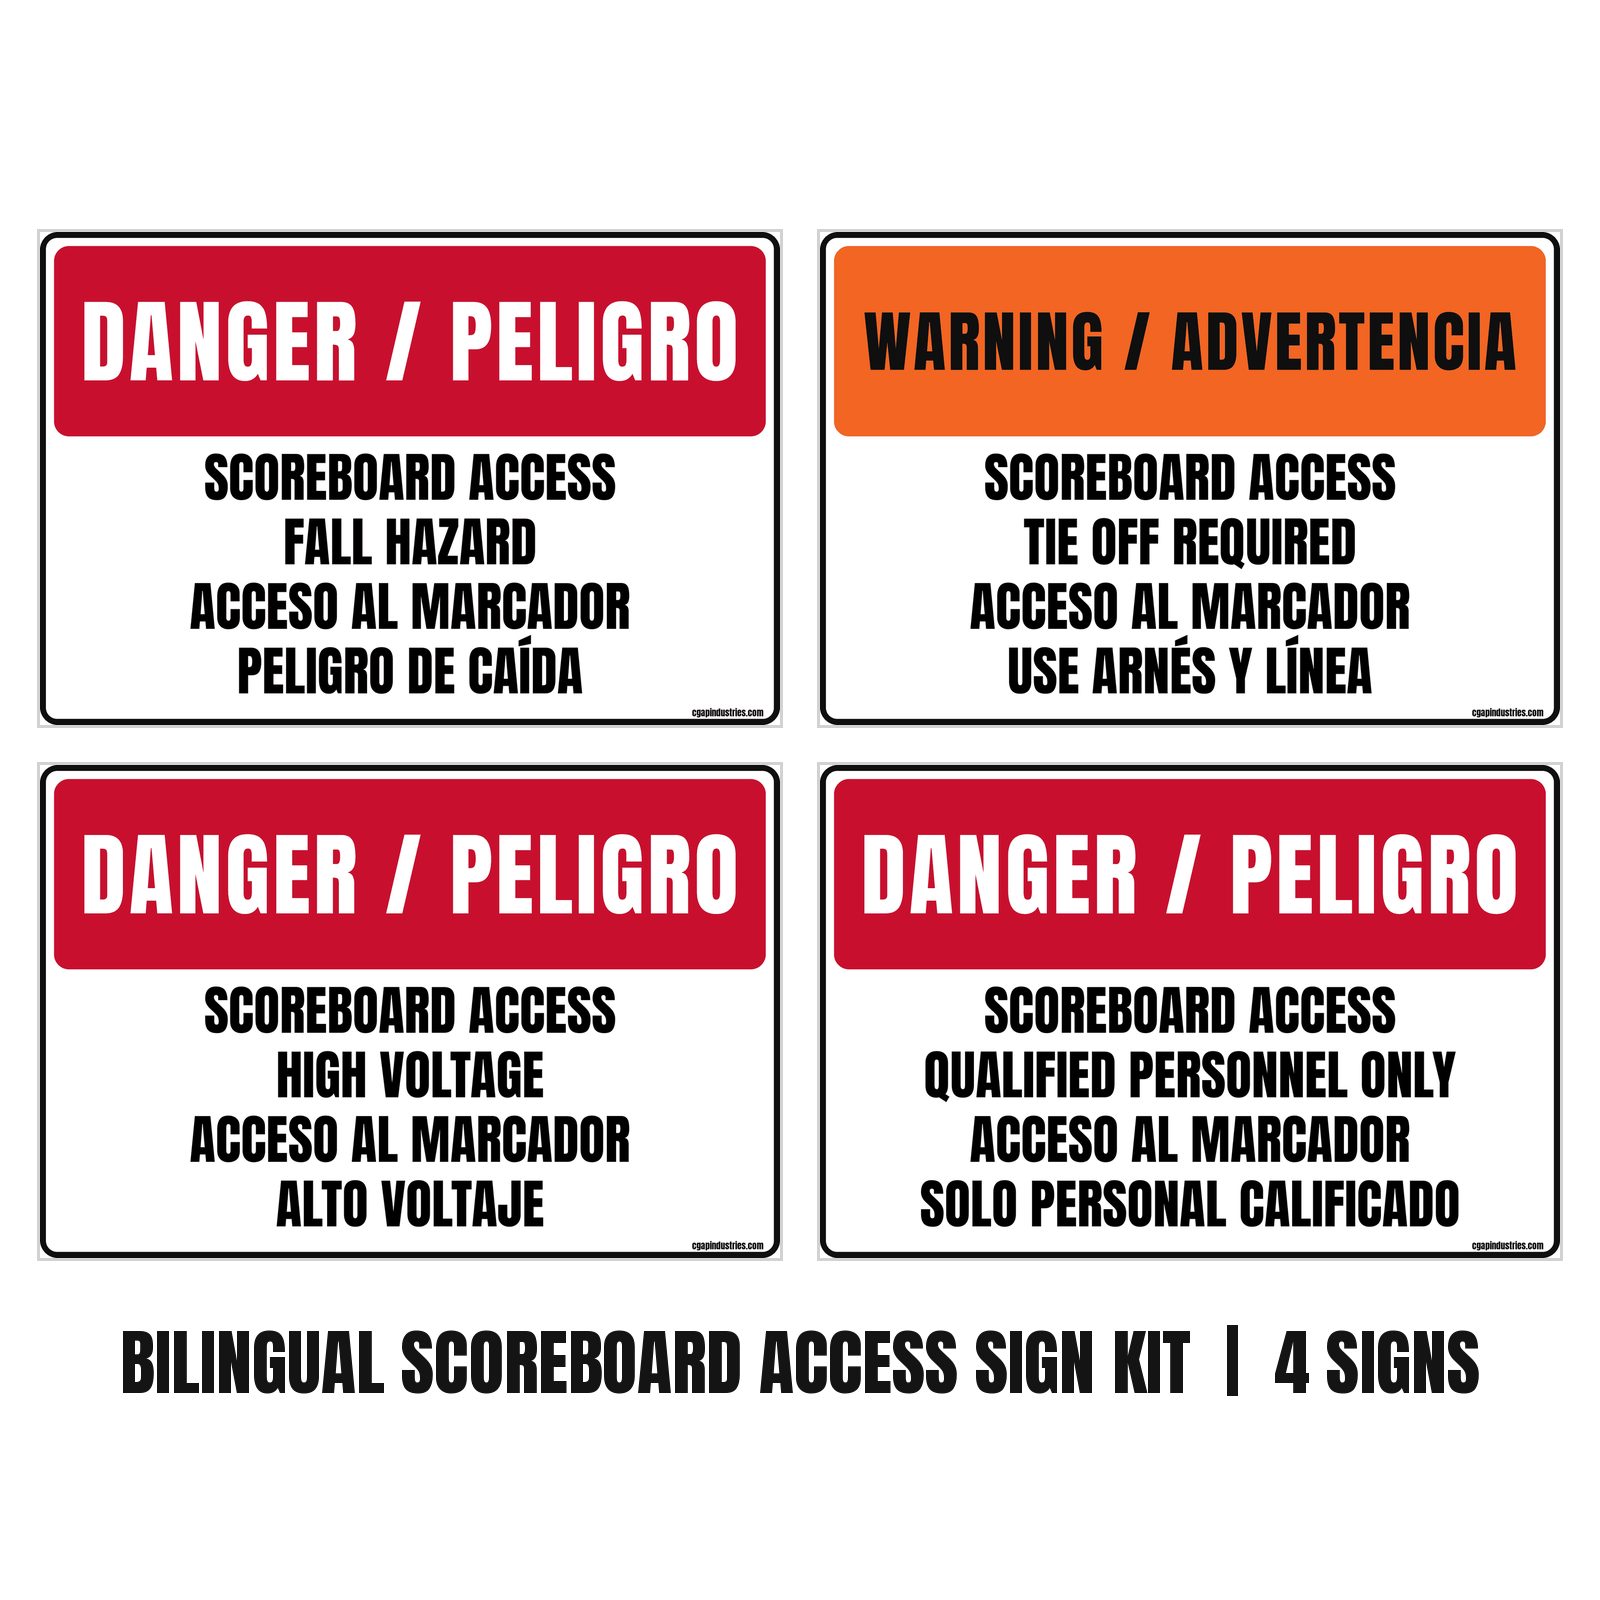 DANGER / PELIGRO
SCOREBOARD ACCESS
FALL HAZARD
ACCESO AL MARCADOR
PELIGRO DE CAÍDA
cgapindustries.com
WARNING / ADVERTENCIA
SCOREBOARD ACCESS
TIE OFF REQUIRED
ACCESO AL MARCADOR
USE ARNÉS Y LÍNEA
cgapindustries.com
DANGER / PELIGRO
SCOREBOARD ACCESS
HIGH VOLTAGE
ACCESO AL MARCADOR
ALTO VOLTAJE
cgapindustries.com
DANGER / PELIGRO
SCOREBOARD ACCESS
QUALIFIED PERSONNEL ONLY
ACCESO AL MARCADOR
SOLO PERSONAL CALIFICADO
cgapindustries.com
BILINGUAL SCOREBOARD ACCESS SIGN KIT | 4 SIGNS